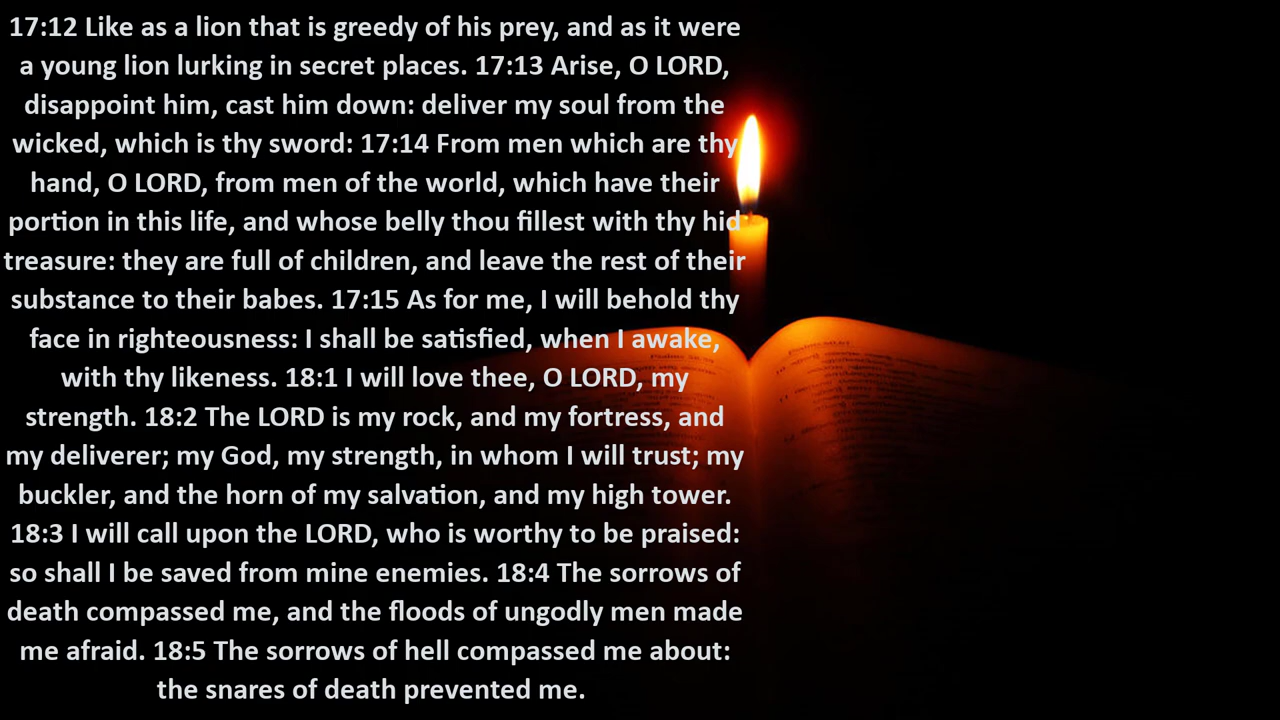 17:12 Like as a lion that is greedy of his prey, and as it were
a young lion lurking in secret places. 17:13 Arise, O LORD,
disappoint him, cast him down: deliver my soul from the
wicked, which is thy sword: 17:14 From men which are thy
hand, O LORD, from men of the world, which have their
portion in this life, and whose belly thou fillest with thy hid
treasure: they are full of children, and leave the rest of their
substance to their babes. 17:15 As for me, I will behold thy
face in righteousness: I shall be satisfied, when I awake,
with thy likeness. 18:1 I will love thee, O LORD, my
strength. 18:2 The LORD is my rock, and my fortress, and
my deliverer; my God, my strength, in whom I will trust; my
buckler, and the horn of my salvation, and my high tower.
18:3 I will call upon the LORD, who is worthy to be praised:
so shall I be saved from mine enemies. 18:4 The sorrows of
death compassed me, and the floods of ungodly men made
me afraid. 18:5 The sorrows of hell compassed me about:
the snares of death prevented me.